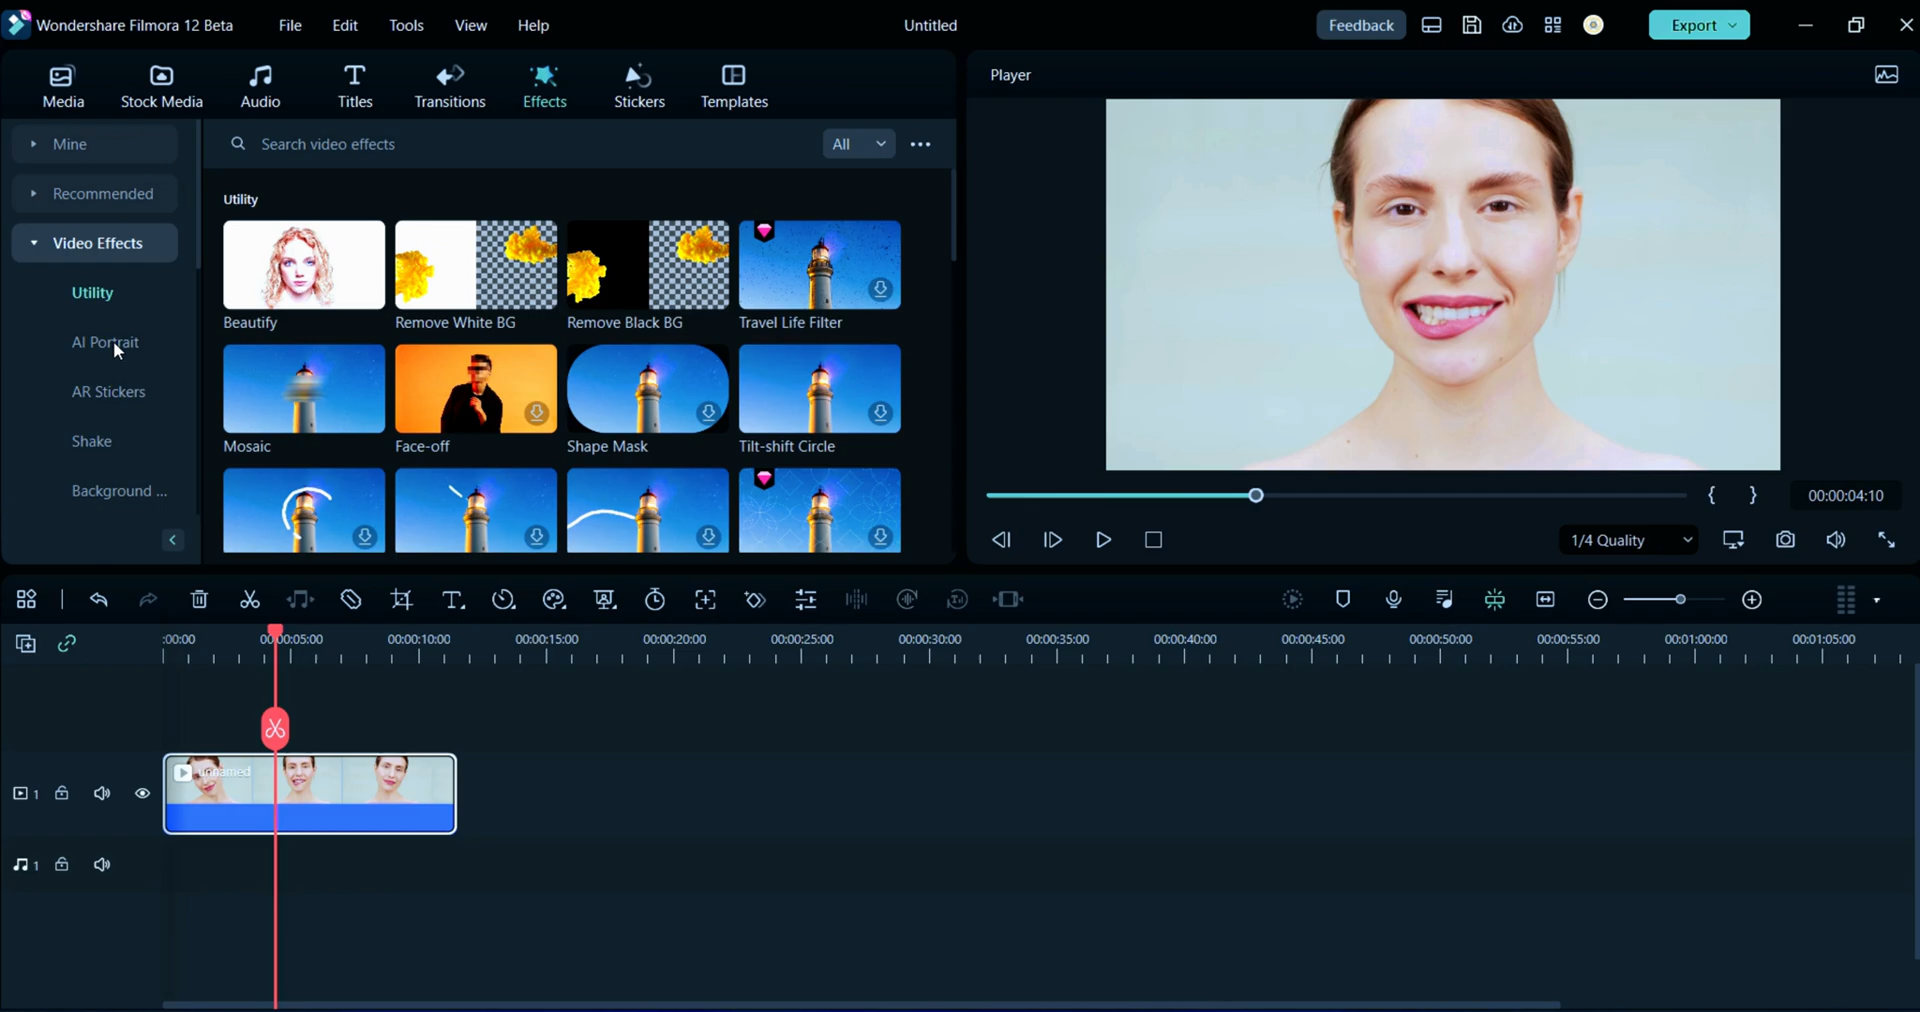 Wondershare Filmora 12 Beta File Edit Tools View Help Untitled Feedback Export
Media Stock Media Audio Titles Transitions Effects Stickers Templates
Player
Mine
Recommended
Video Effects
Utility
AI Portrait
AR Stickers
Shake
Background ...
Search video effects All
Utility
Beautify Remove White BG Remove Black BG Travel Life Filter
Mosaic Face-off Shape Mask Tilt-shift Circle
00:00:04:10
1/4 Quality
:00:00 00:00:05:00 00:00:10:00 00:00:15:00 00:00:20:00 00:00:25:00 00:00:30:00 00:00:35:00 00:00:40:00 00:00:45:00 00:00:50:00 00:00:55:00 00:01:00:00 00:01:05:00
unnamed
1
1